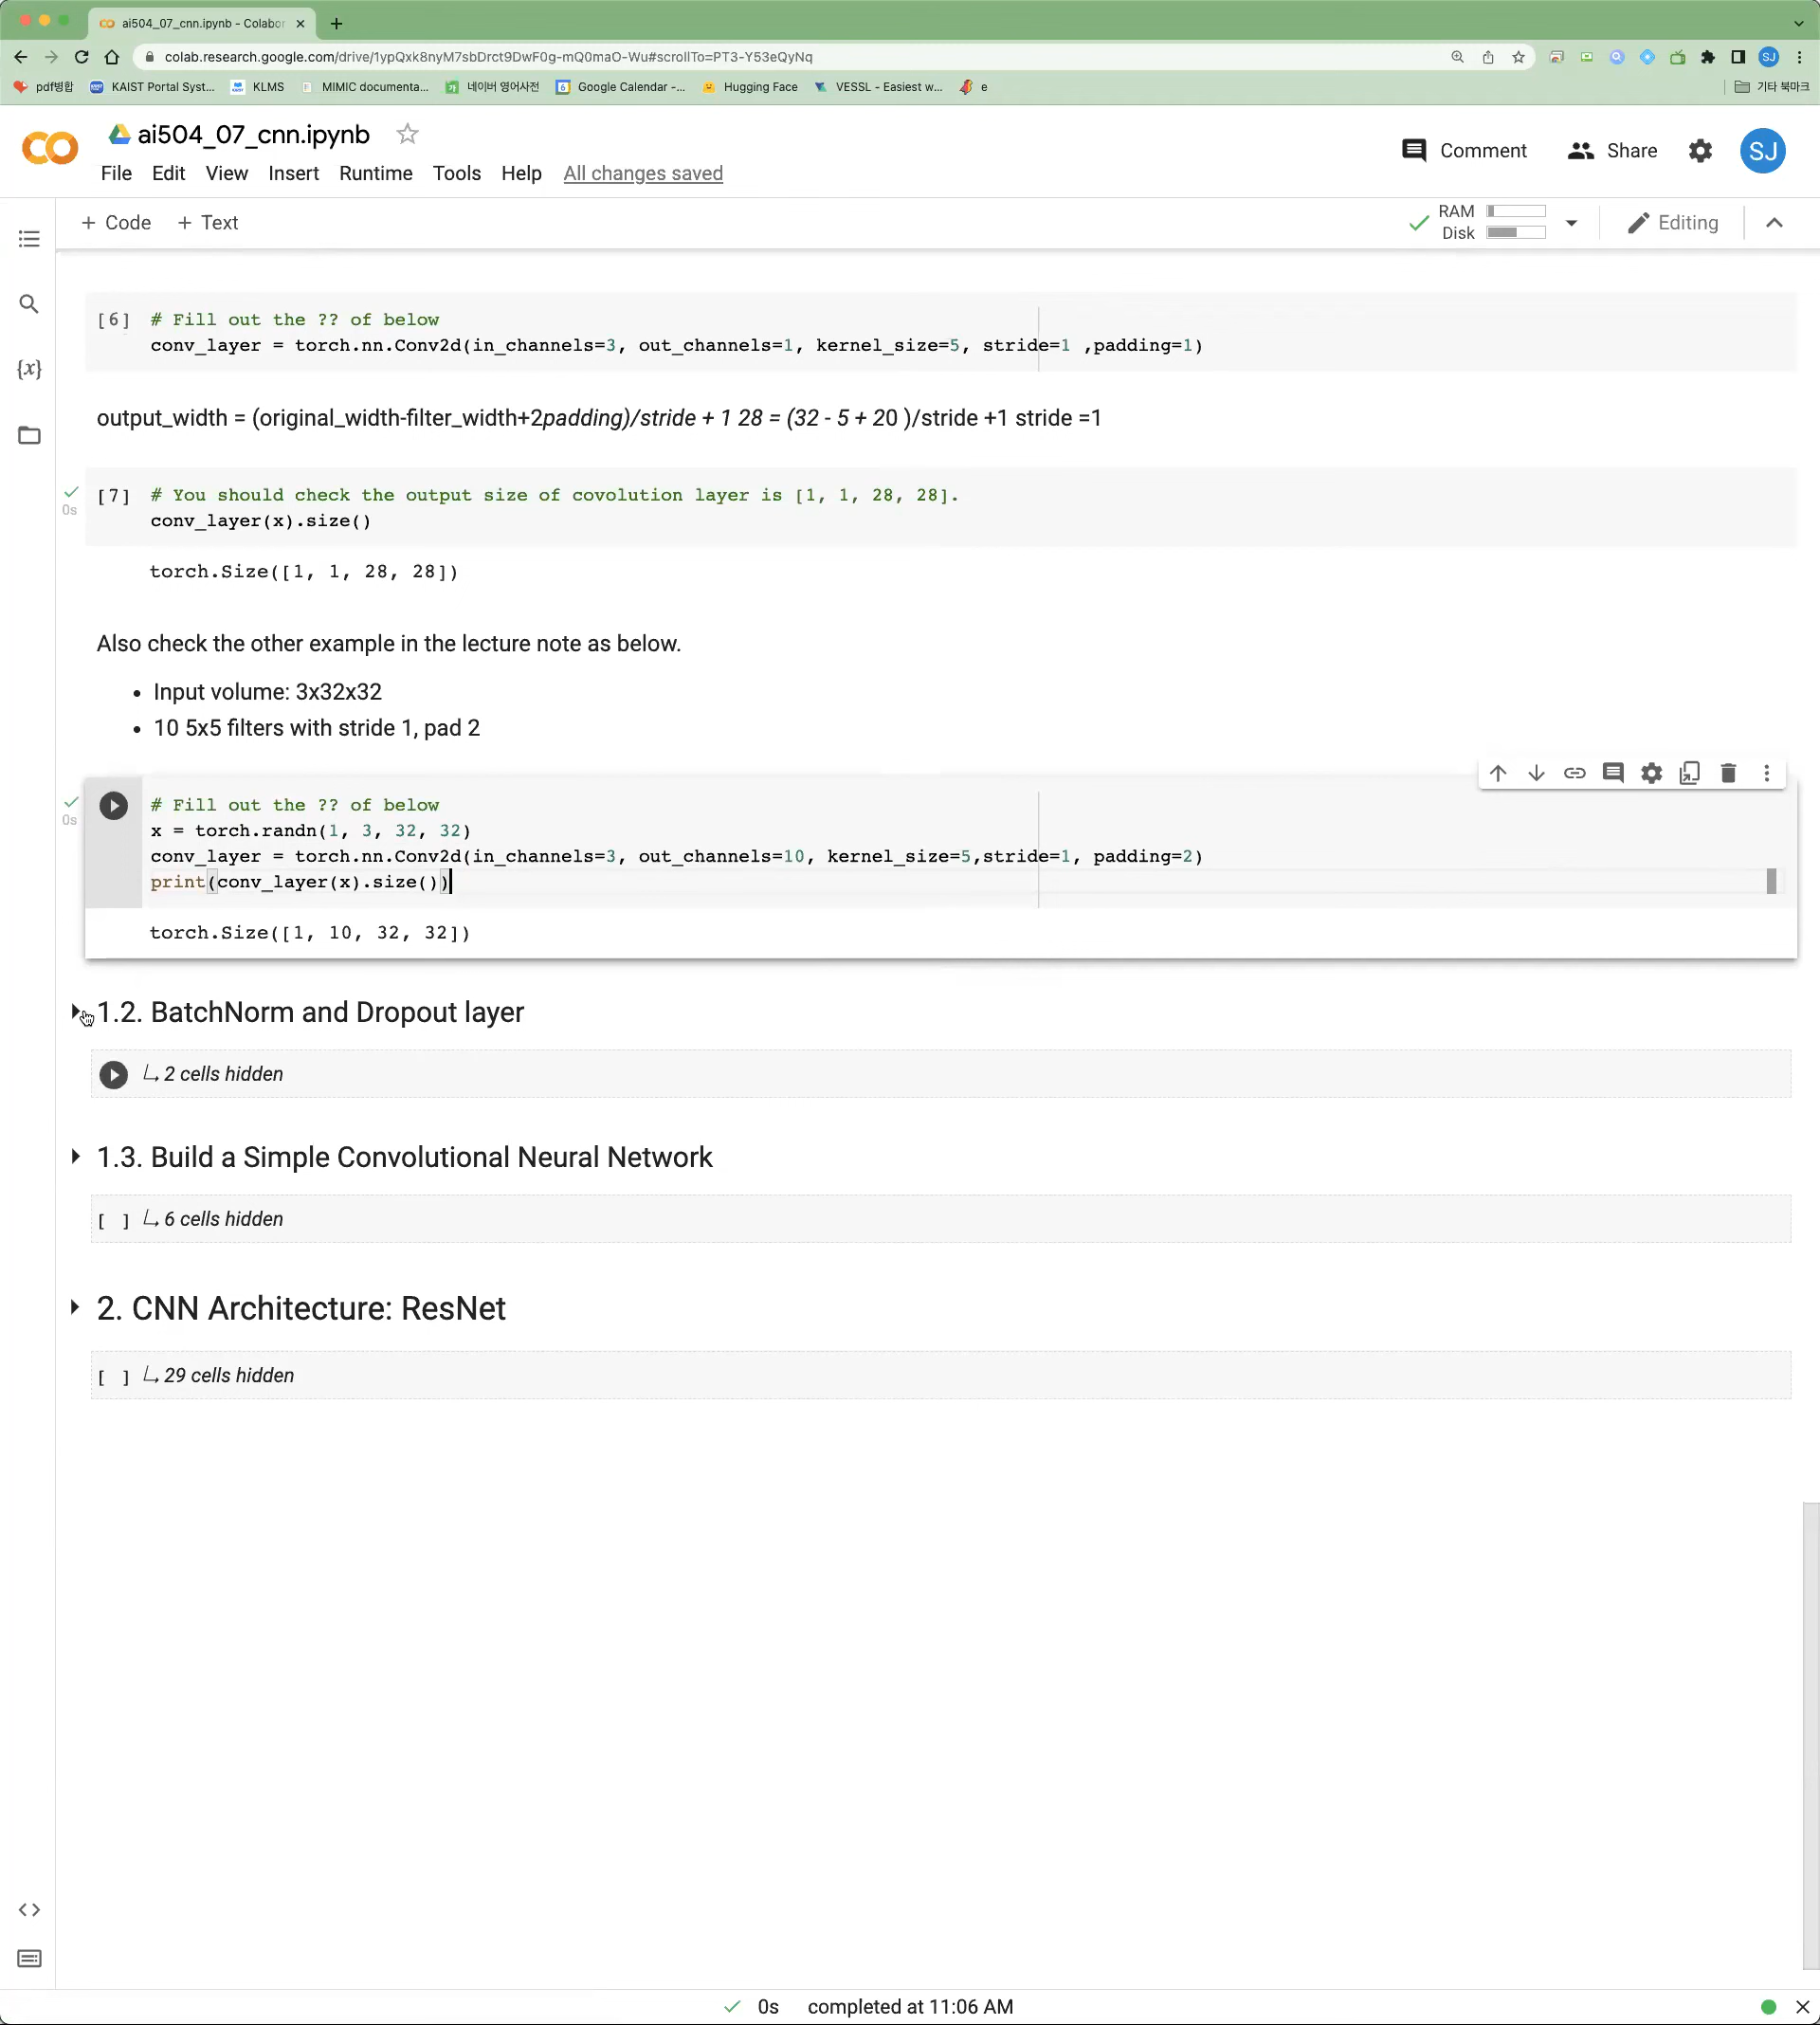 ai504_07_cnn.ipynb - Colabor
colab.research.google.com/drive/1ypQxk8nyM7sbDrct9DwF0g-mQ0maO-Wu#scrollTo=PT3-Y53eQyNq
pdf병합 KAIST Portal Syst... KLMS MIMIC documenta... 네이버 영어사전 Google Calendar -... Hugging Face VESSL - Easiest w... e 기타 북마크
ai504_07_cnn.ipynb
Comment Share SJ
File Edit View Insert Runtime Tools Help All changes saved
+ Code + Text
RAM
Disk
Editing
[6] # Fill out the ?? of below
conv_layer = torch.nn.Conv2d(in_channels=3, out_channels=1, kernel_size=5, stride=1 ,padding=1)
output_width = (original_width-filter_width+2padding)/stride + 1 28 = (32 - 5 + 20 )/stride +1 stride =1
[7] # You should check the output size of covolution layer is [1, 1, 28, 28].
0s
conv_layer(x).size()
torch.Size([1, 1, 28, 28])
Also check the other example in the lecture note as below.
• Input volume: 3x32x32
• 10 5x5 filters with stride 1, pad 2
# Fill out the ?? of below
0s
x = torch.randn(1, 3, 32, 32)
conv_layer = torch.nn.Conv2d(in_channels=3, out_channels=10, kernel_size=5,stride=1, padding=2)
print(conv_layer(x).size())
torch.Size([1, 10, 32, 32])
1.2. BatchNorm and Dropout layer
2 cells hidden
1.3. Build a Simple Convolutional Neural Network
[ ] 6 cells hidden
2. CNN Architecture: ResNet
[ ] 29 cells hidden
0s completed at 11:06 AM